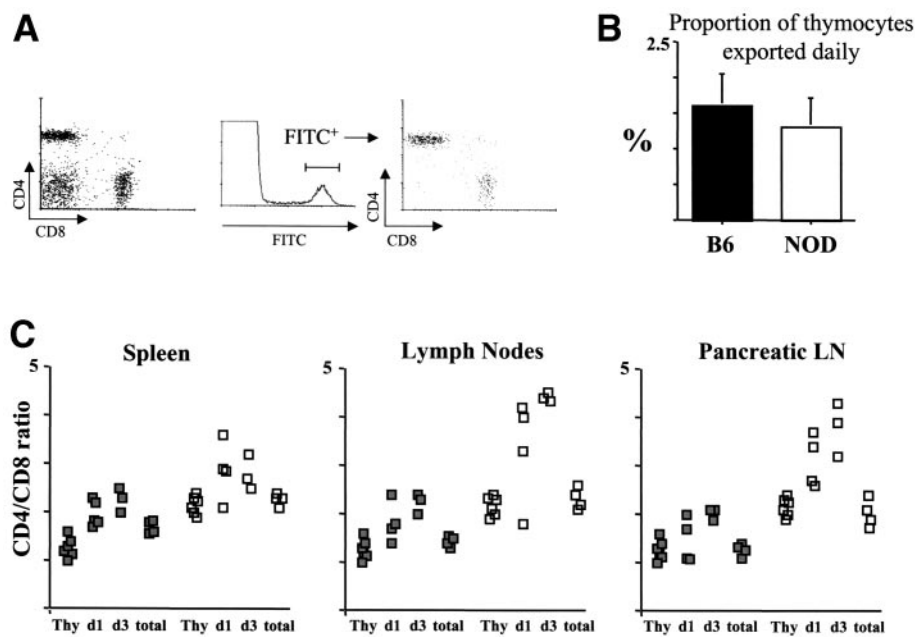 A
CD4
CD8
FITC+
FITC
CD4
CD8
B
Proportion of thymocytes
exported daily
2.5
%
B6
NOD
C
CD4/CD8 ratio
5
Spleen
Thy d1 d3 total Thy d1 d3 total
5
Lymph Nodes
Thy d1 d3 total Thy d1 d3 total
5
Pancreatic LN
Thy d1 d3 total Thy d1 d3 total